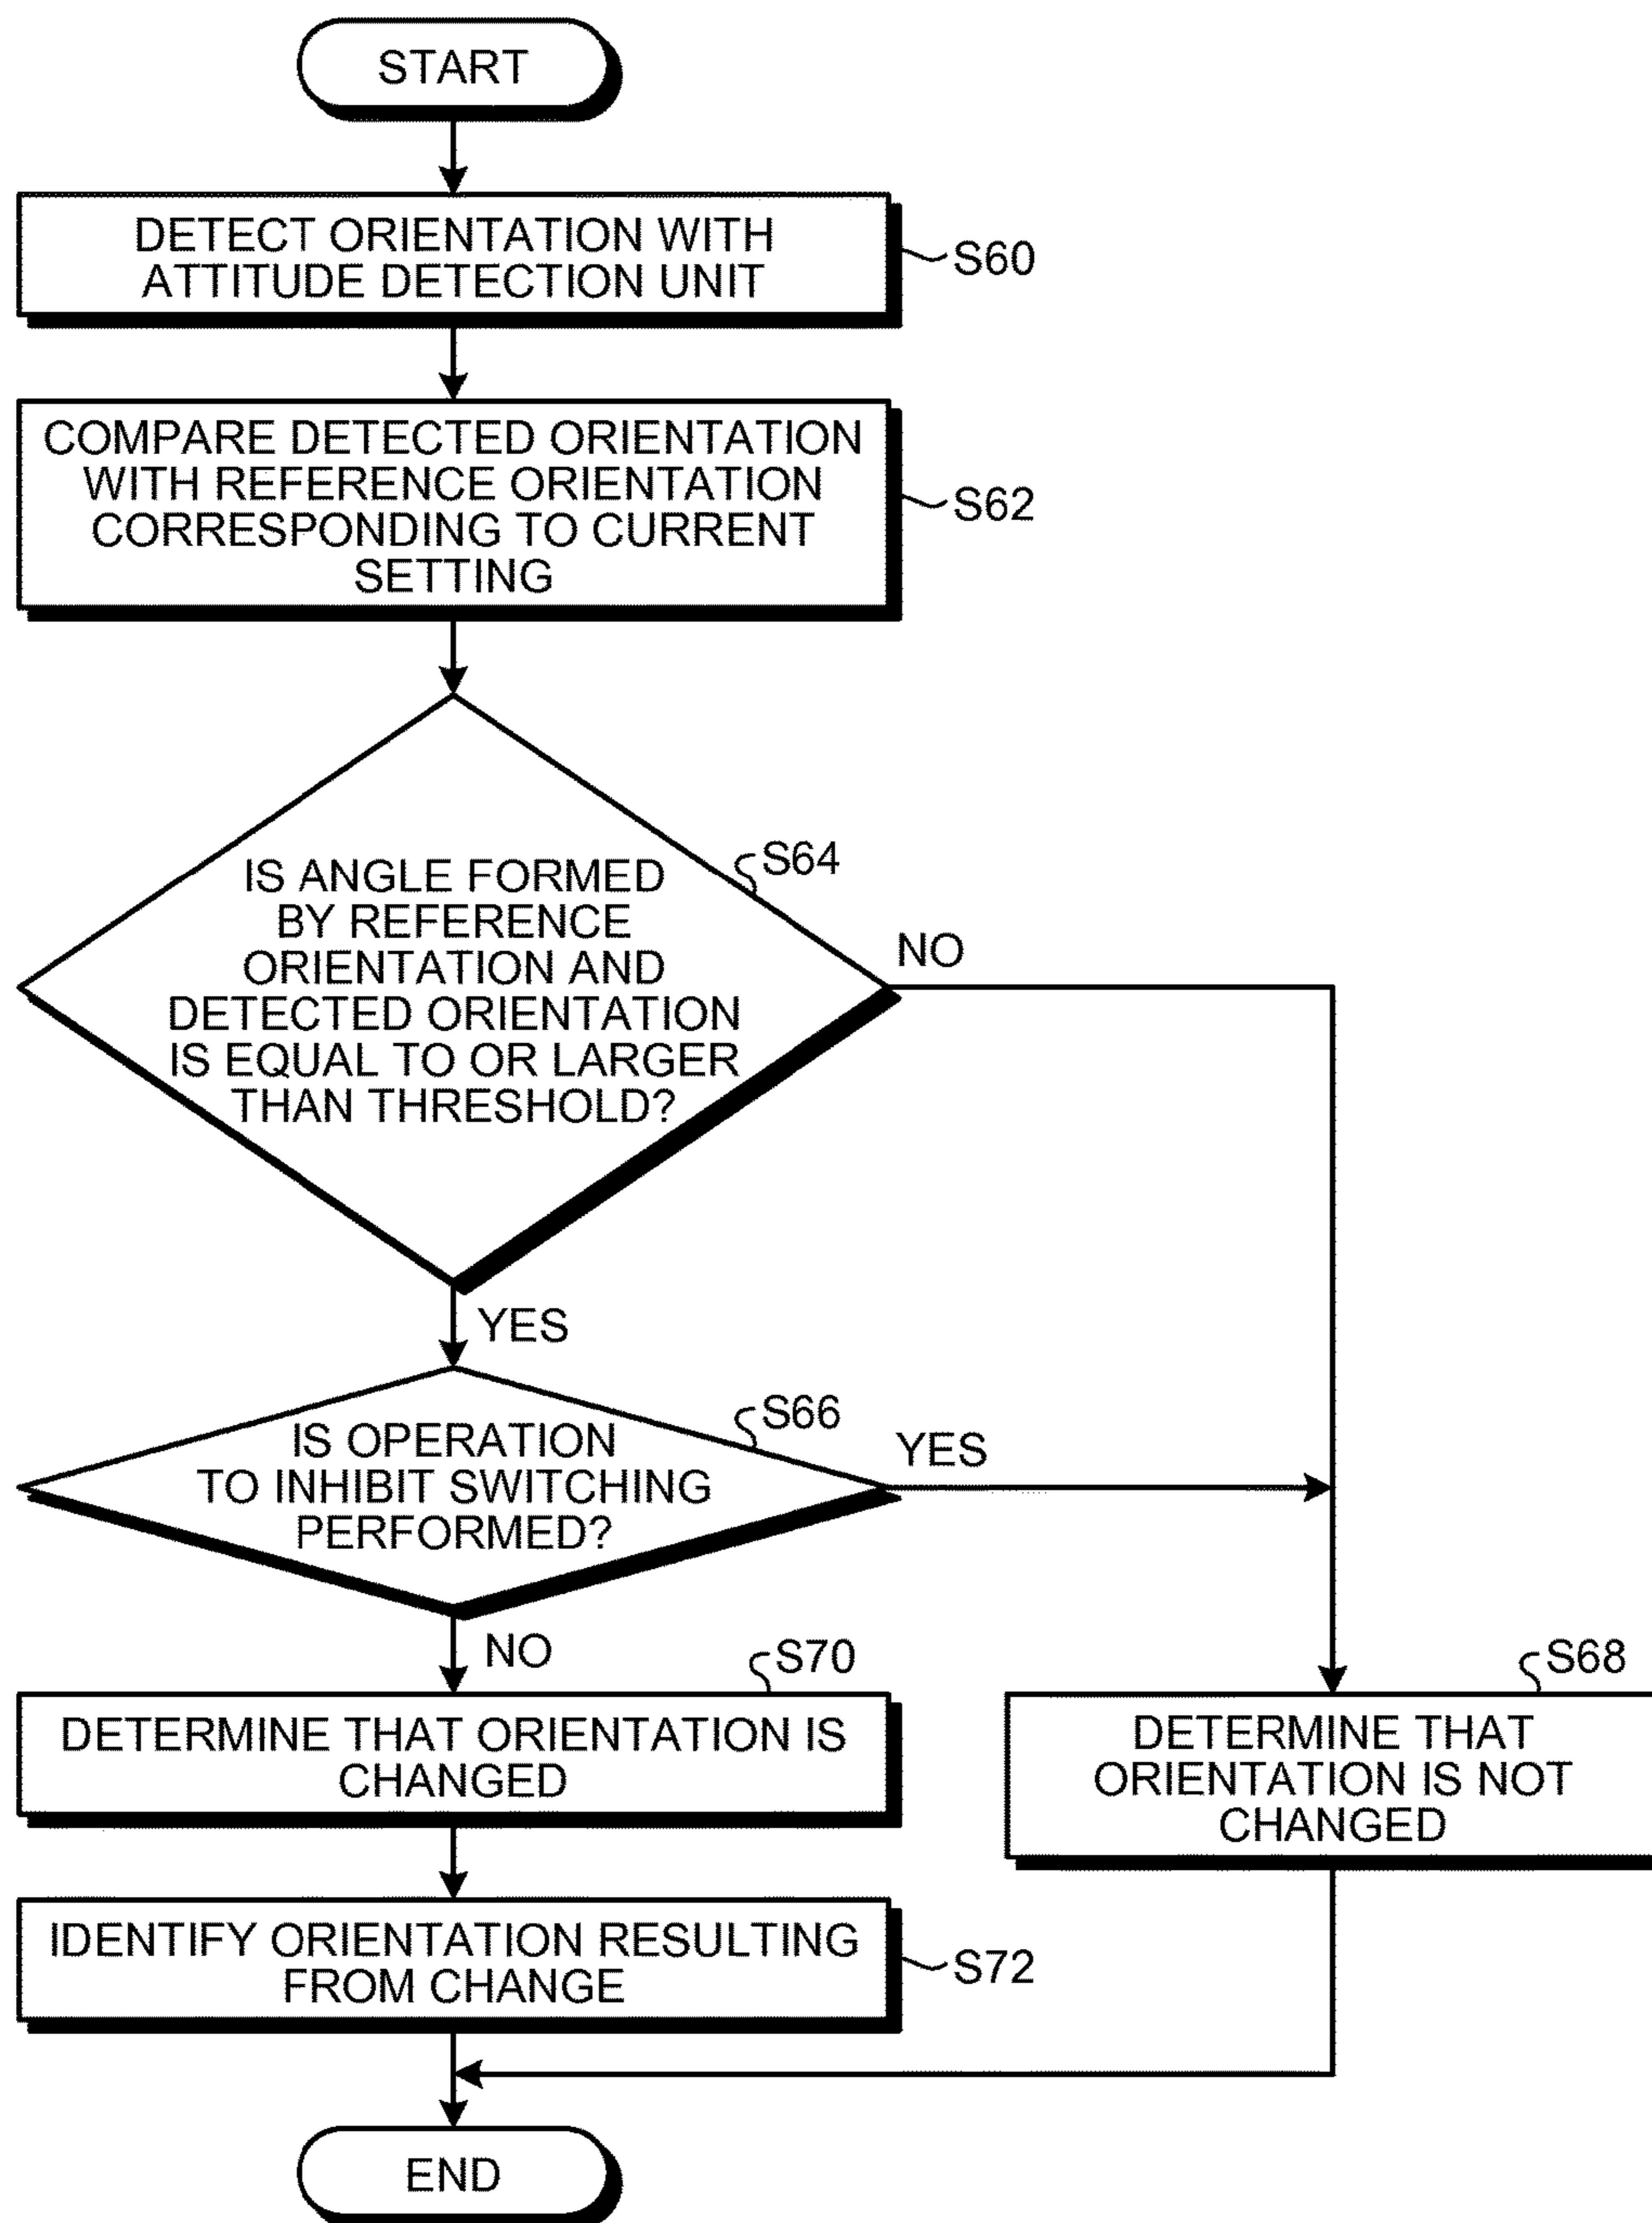 START
DETECT ORIENTATION WITH
ATTITUDE DETECTION UNIT
S60
COMPARE DETECTED ORIENTATION
WITH REFERENCE ORIENTATION
CORRESPONDING TO CURRENT
SETTING
S62
S64
IS ANGLE FORMED
BY REFERENCE
ORIENTATION AND
DETECTED ORIENTATION
IS EQUAL TO OR LARGER
THAN THRESHOLD?
NO
YES
S66
IS OPERATION
TO INHIBIT SWITCHING
PERFORMED?
YES
NO
S70
DETERMINE THAT ORIENTATION IS
CHANGED
S68
DETERMINE THAT
ORIENTATION IS NOT
CHANGED
IDENTIFY ORIENTATION RESULTING
FROM CHANGE
S72
END